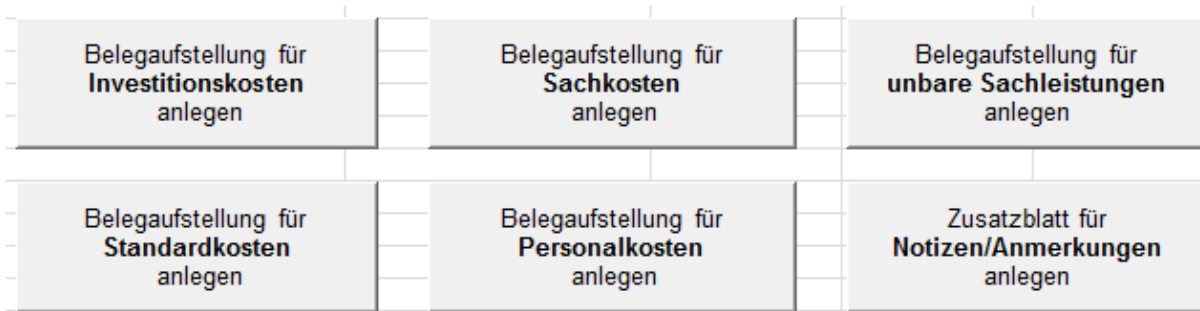 Belegaufstellung für
Investitionskosten
anlegen
Belegaufstellung für
Sachkosten
anlegen
Belegaufstellung für
unbare Sachleistungen
anlegen
Belegaufstellung für
Standardkosten
anlegen
Belegaufstellung für
Personalkosten
anlegen
Zusatzblatt für
Notizen/Anmerkungen
anlegen